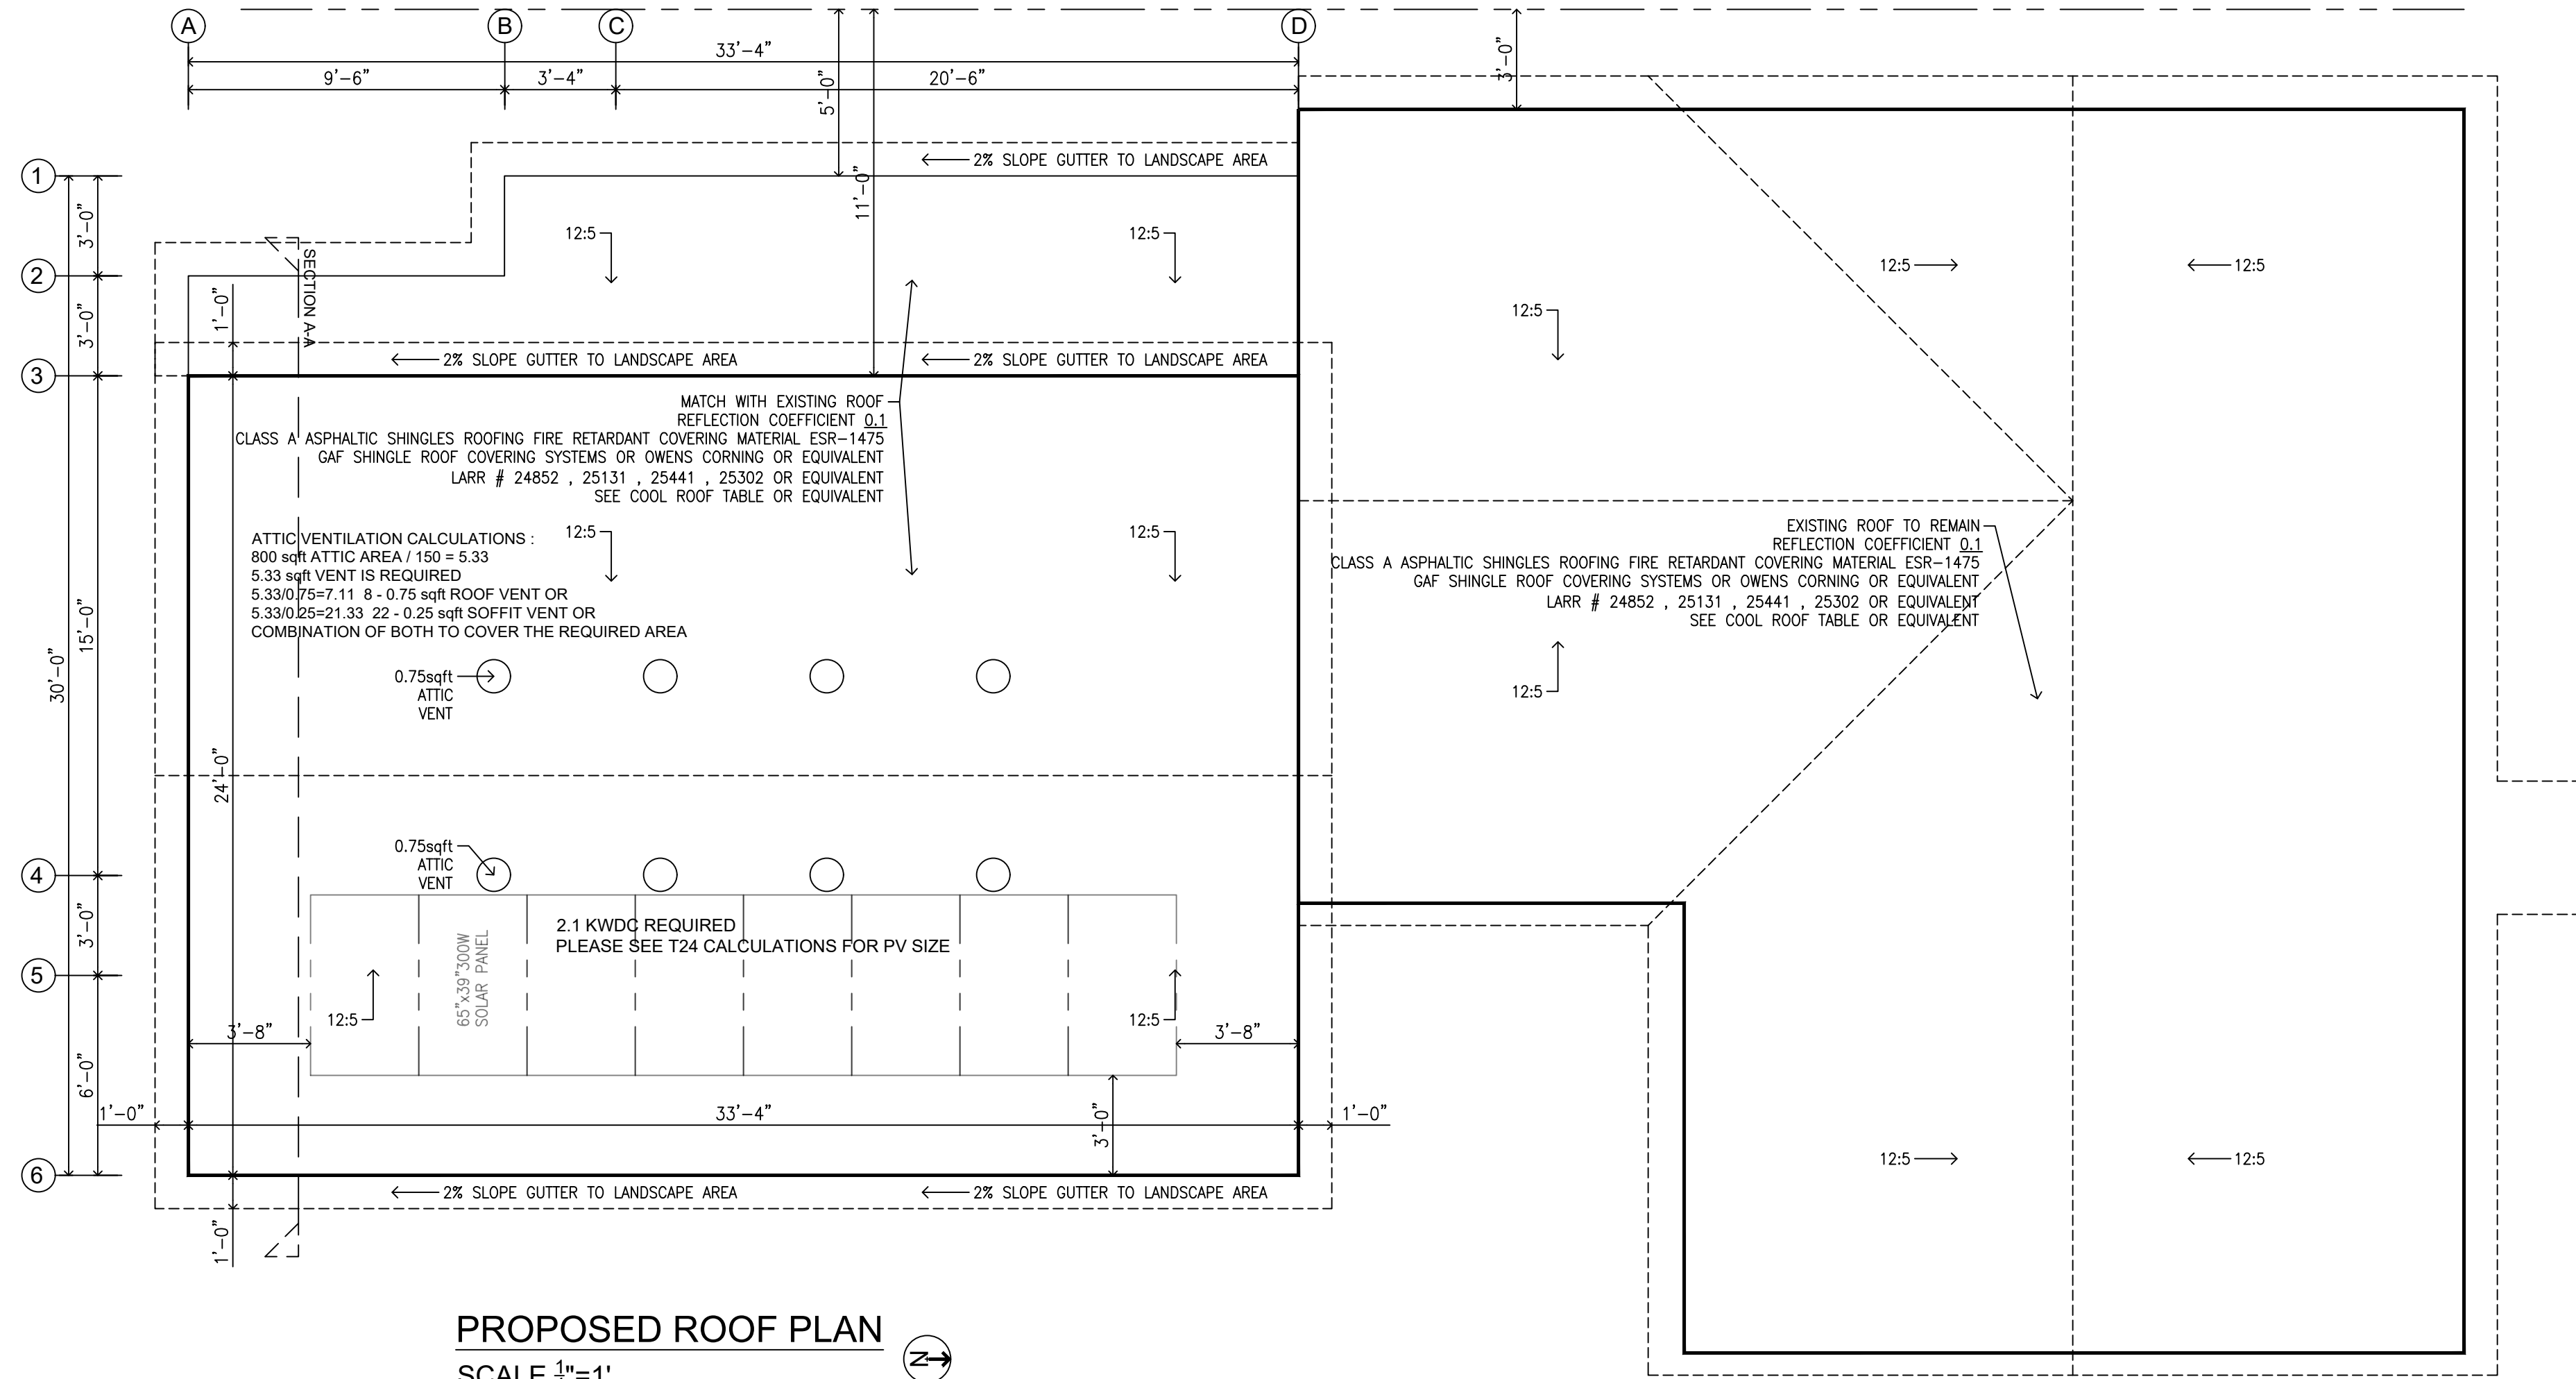 A
B
C
D
33'-4"
9'-6"
3'-4"
20'-6"
5'-0"
11'-0"
3'-0"
1
2
3
4
5
6
3'-0"
3'-0"
15'-0"
3'-0"
6'-0"
30'-0"
2% SLOPE GUTTER TO LANDSCAPE AREA
12:5
12:5
SECTION A-A
1'-0"
2% SLOPE GUTTER TO LANDSCAPE AREA
2% SLOPE GUTTER TO LANDSCAPE AREA
MATCH WITH EXISTING ROOF
REFLECTION COEFFICIENT 0.1
CLASS A ASPHALTIC SHINGLES ROOFING FIRE RETARDANT COVERING MATERIAL ESR-1475
GAF SHINGLE ROOF COVERING SYSTEMS OR OWENS CORNING OR EQUIVALENT
LARR # 24852 , 25131 , 25441 , 25302 OR EQUIVALENT
SEE COOL ROOF TABLE OR EQUIVALENT
ATTIC VENTILATION CALCULATIONS :
800 sqft ATTIC AREA / 150 = 5.33
5.33 sqft VENT IS REQUIRED
5.33/0.75=7.11 8 - 0.75 sqft ROOF VENT OR
5.33/0.25=21.33 22 - 0.25 sqft SOFFIT VENT OR
COMBINATION OF BOTH TO COVER THE REQUIRED AREA
12:5
12:5
0.75sqft
ATTIC
VENT
24'-0"
0.75sqft
ATTIC
VENT
2.1 KWDC REQUIRED
PLEASE SEE T24 CALCULATIONS FOR PV SIZE
65"x39"300W
SOLAR PANEL
12:5
12:5
3'-8"
3'-8"
1'-0"
33'-4"
3'-0"
1'-0"
2% SLOPE GUTTER TO LANDSCAPE AREA
2% SLOPE GUTTER TO LANDSCAPE AREA
1'-0"
12:5
12:5
12:5
EXISTING ROOF TO REMAIN
REFLECTION COEFFICIENT 0.1
CLASS A ASPHALTIC SHINGLES ROOFING FIRE RETARDANT COVERING MATERIAL ESR-1475
GAF SHINGLE ROOF COVERING SYSTEMS OR OWENS CORNING OR EQUIVALENT
LARR # 24852 , 25131 , 25441 , 25302 OR EQUIVALENT
SEE COOL ROOF TABLE OR EQUIVALENT
12:5
12:5
12:5
PROPOSED ROOF PLAN
N
SCALE